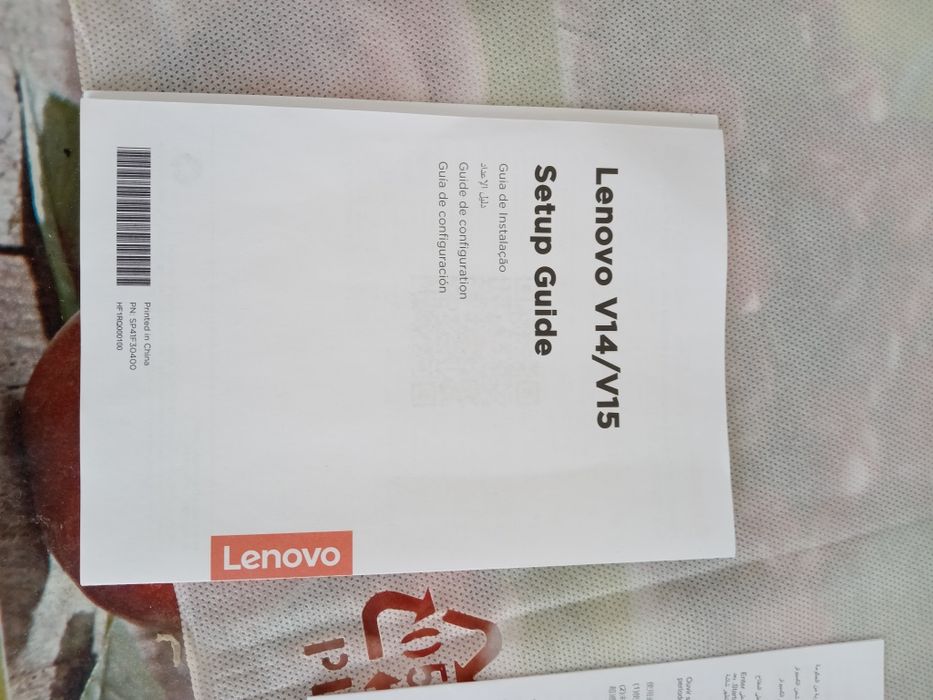 Lenovo V14/V15
Setup Guide
Guia de Instalação
دليل الإعداد
Guide de configuration
Guía de configuración
Printed in China
PN: SP41F30400
HF1RQ000100
Lenovo